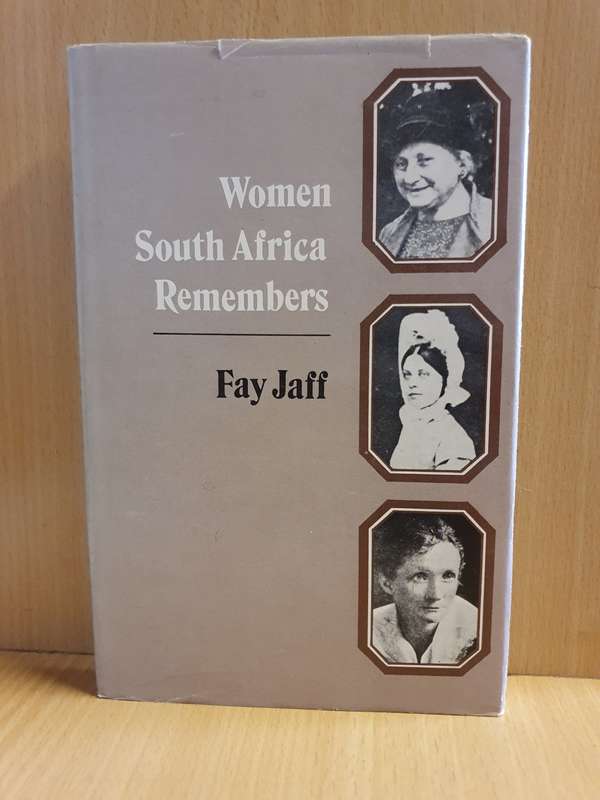 Women
South Africa
Remembers
Fay Jaff